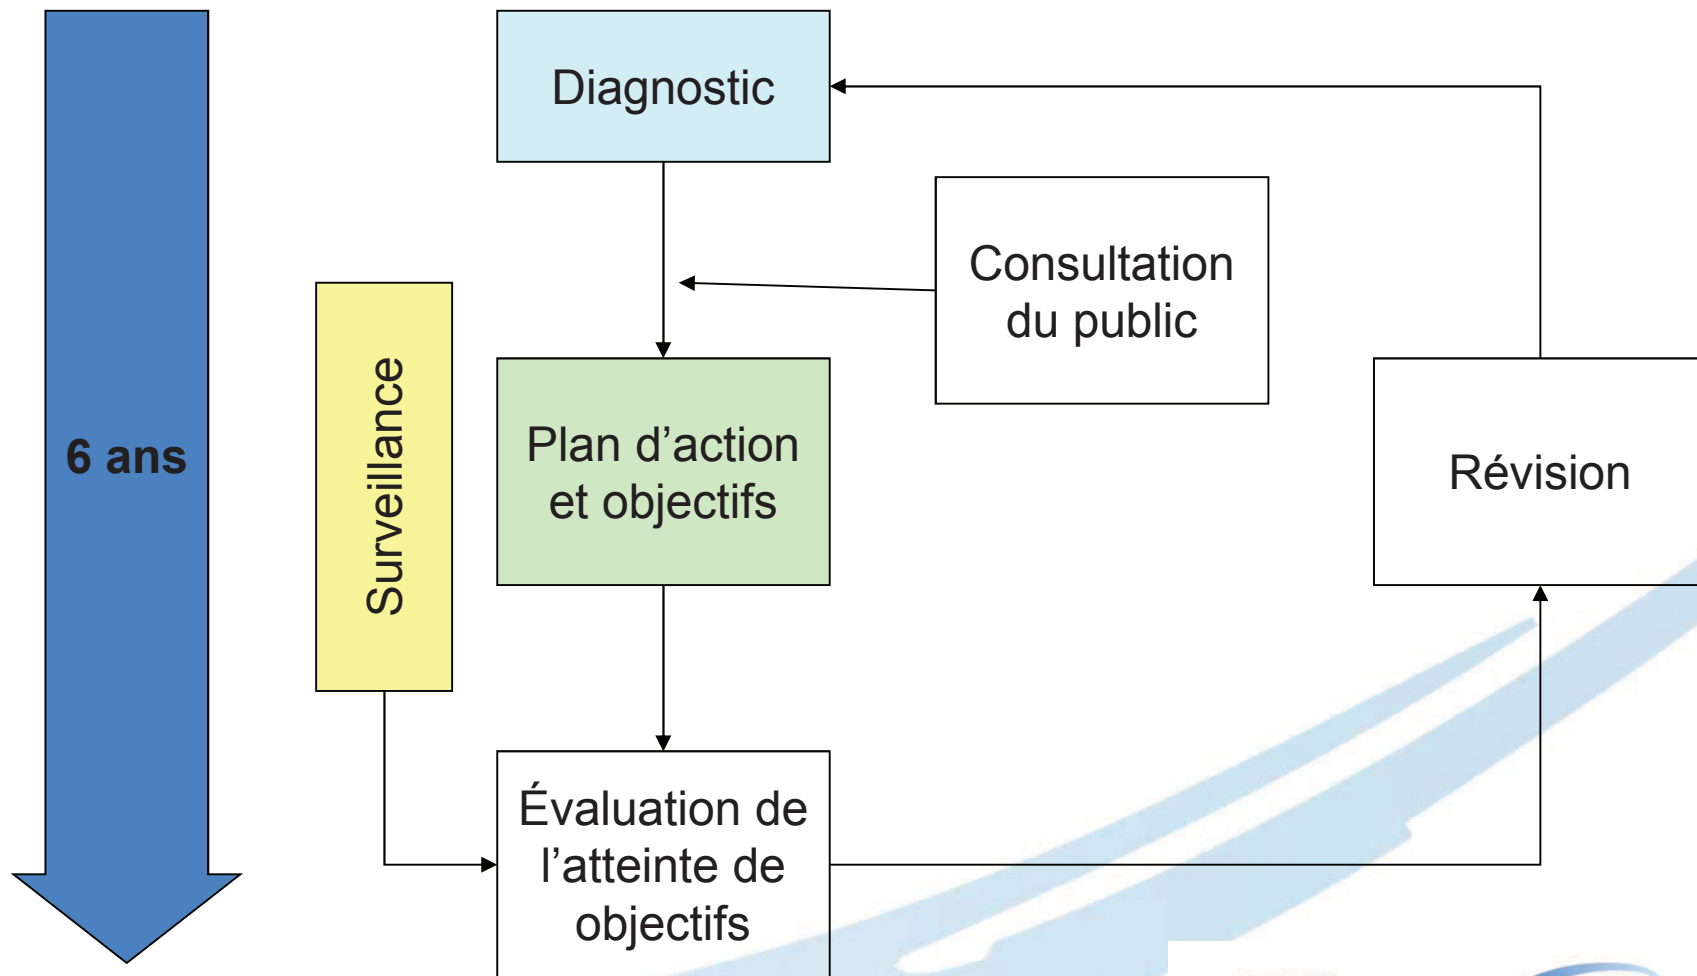 Diagnostic
Consultation
du public
Surveillance
6 ans
Plan d’action
et objectifs
Révision
Évaluation de
l’atteinte de
objectifs